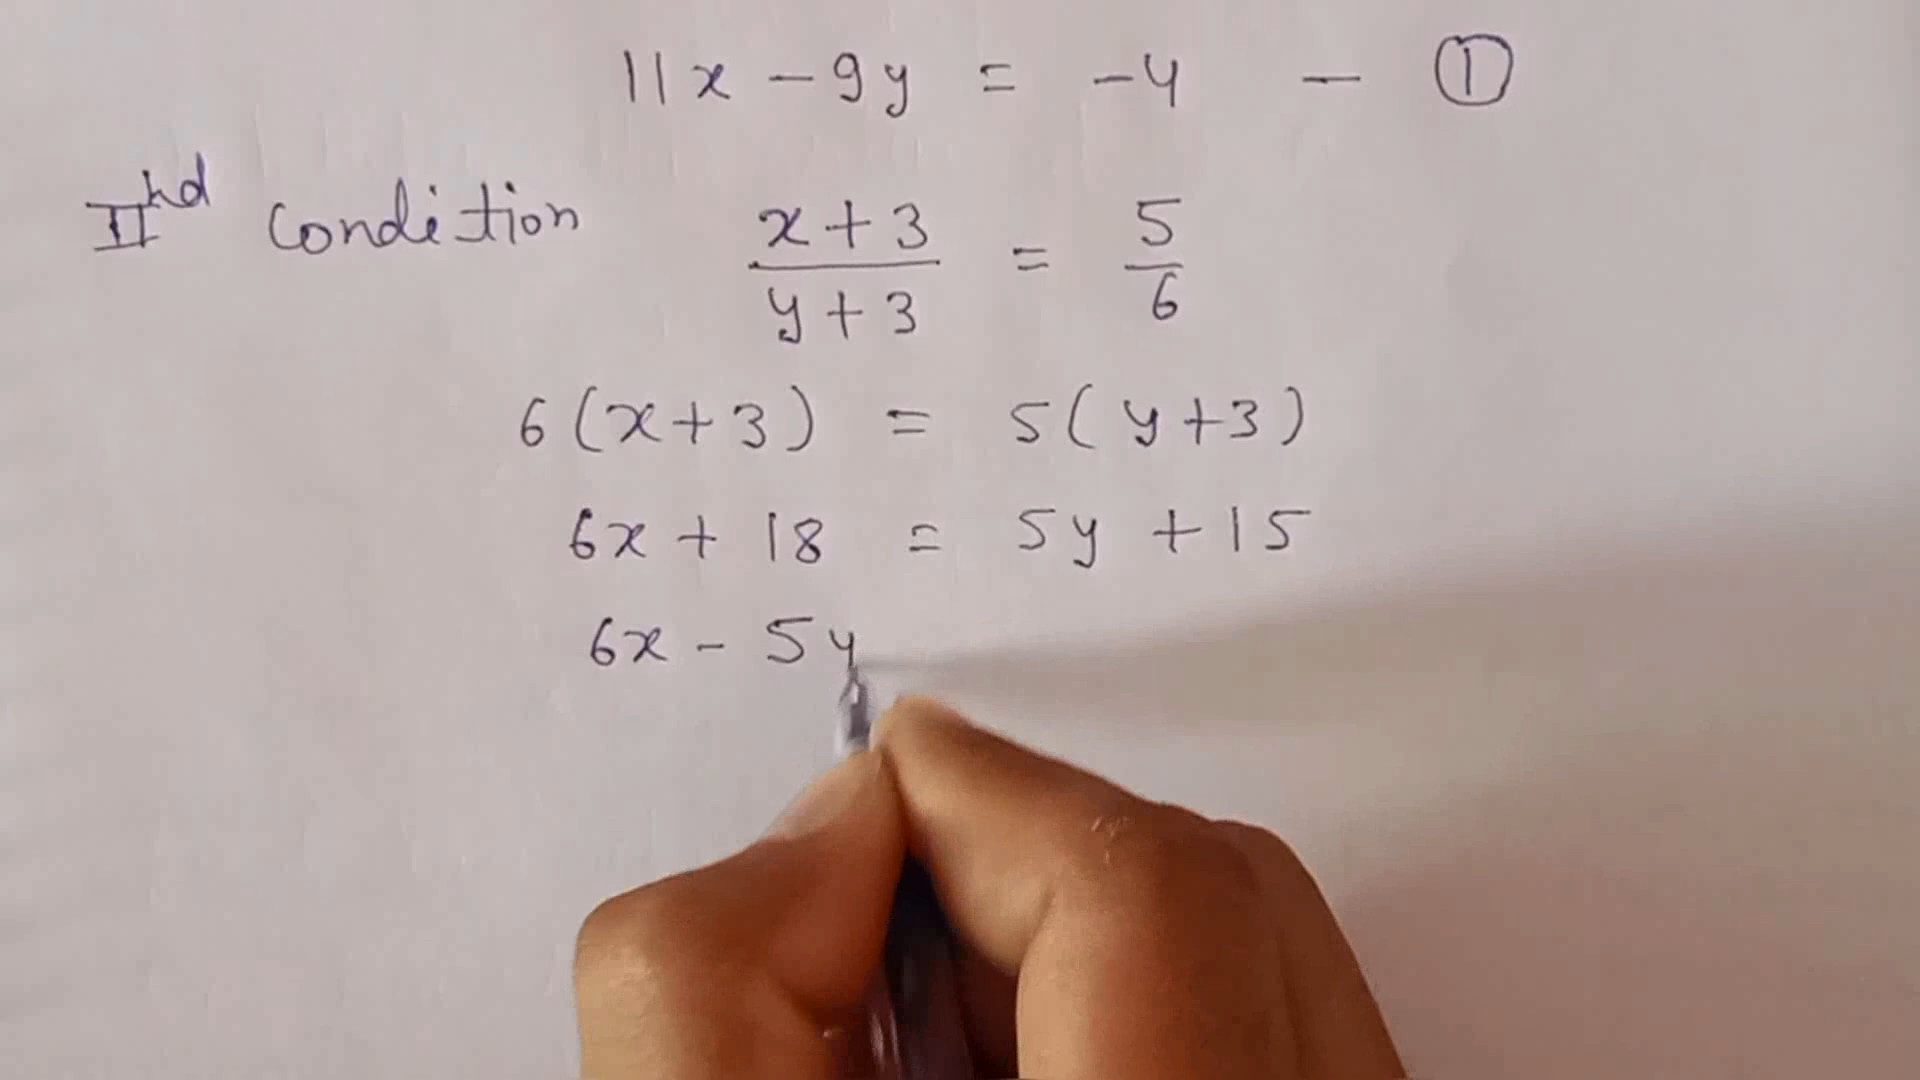 11x - 9y = -4 - ①
IInd Condition x+3/y+3 = 5/6
6(x+3) = 5(y+3)
6x + 18 = 5y + 15
6x - 5y